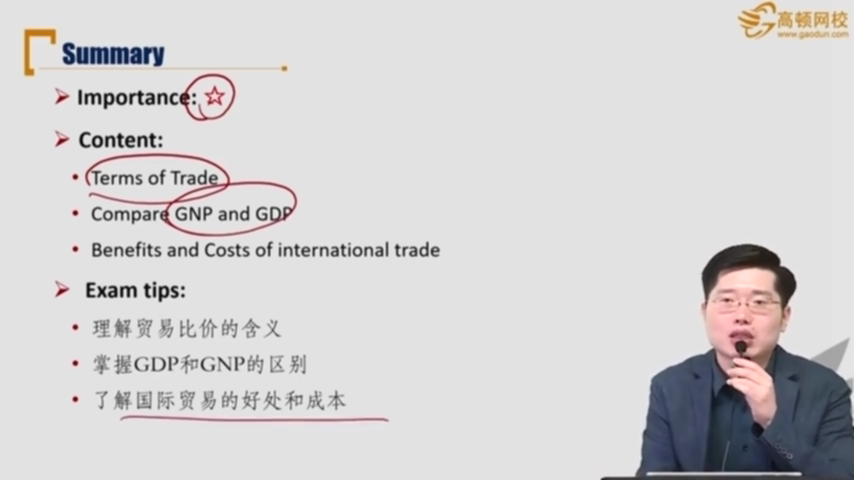 高顿网校
www.gaodun.com
Summary
Importance: ☆
Content:
Terms of Trade
Compare GNP and GDP
Benefits and Costs of international trade
Exam tips:
理解贸易比价的含义
掌握GDP和GNP的区别
了解国际贸易的好处和成本